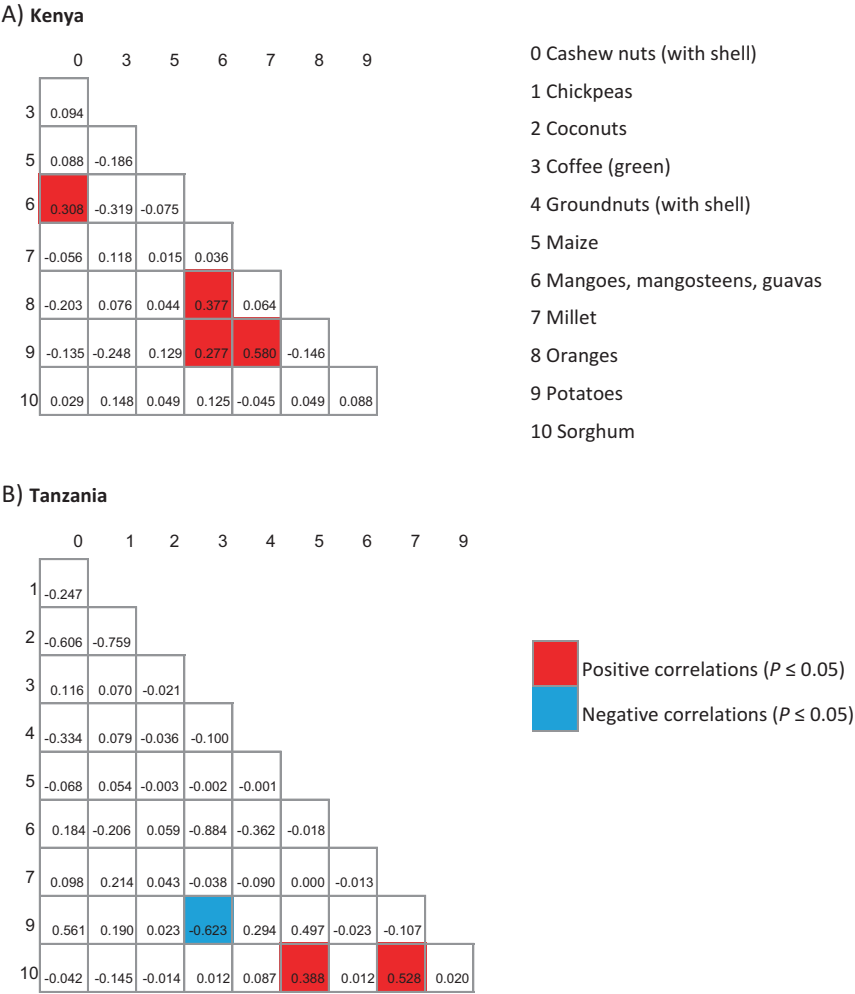 A) Kenya
0 3 5 6 7 8 9
3 0.094
5 0.088 -0.186
6 0.308 -0.319 -0.075
7 -0.056 0.118 0.015 0.036
8 -0.203 0.076 0.044 0.377 0.064
9 -0.135 -0.248 0.129 0.277 0.580 -0.146
10 0.029 0.148 0.049 0.125 -0.045 0.049 0.088
0 Cashew nuts (with shell)
1 Chickpeas
2 Coconuts
3 Coffee (green)
4 Groundnuts (with shell)
5 Maize
6 Mangoes, mangosteens, guavas
7 Millet
8 Oranges
9 Potatoes
10 Sorghum
B) Tanzania
0 1 2 3 4 5 6 7 9
1 -0.247
2 -0.606 -0.759
3 0.116 0.070 -0.021
4 -0.334 0.079 -0.036 -0.100
5 -0.068 0.054 -0.003 -0.002 -0.001
6 0.184 -0.206 0.059 -0.884 -0.362 -0.018
7 0.098 0.214 0.043 -0.038 -0.090 0.000 -0.013
9 0.561 0.190 0.023 -0.623 0.294 0.497 -0.023 -0.107
10 -0.042 -0.145 -0.014 0.012 0.087 0.388 0.012 0.528 0.020
Positive correlations (P ≤ 0.05)
Negative correlations (P ≤ 0.05)